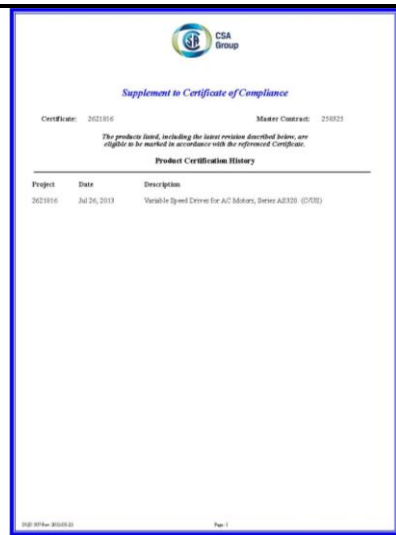 CSA
Group
Supplement to Certificate of Compliance
Certificate: 2621816 Master Contract: 258325
The products listed, including the latest revision described below, are
eligible to be marked in accordance with the referenced Certificate.
Product Certification History
Project Date Description
2621816 Jul 26, 2013 Variable Speed Drives for AC Motors, Series AS320 (C/US)
Page: 1